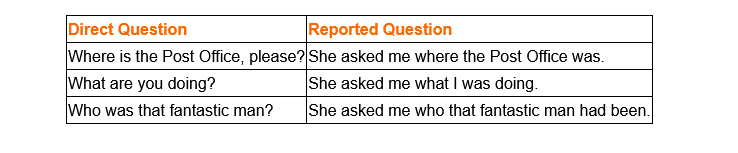 Direct Question Reported Question
Where is the Post Office, please? She asked me where the Post Office was.
What are you doing? She asked me what I was doing.
Who was that fantastic man? She asked me who that fantastic man had been.